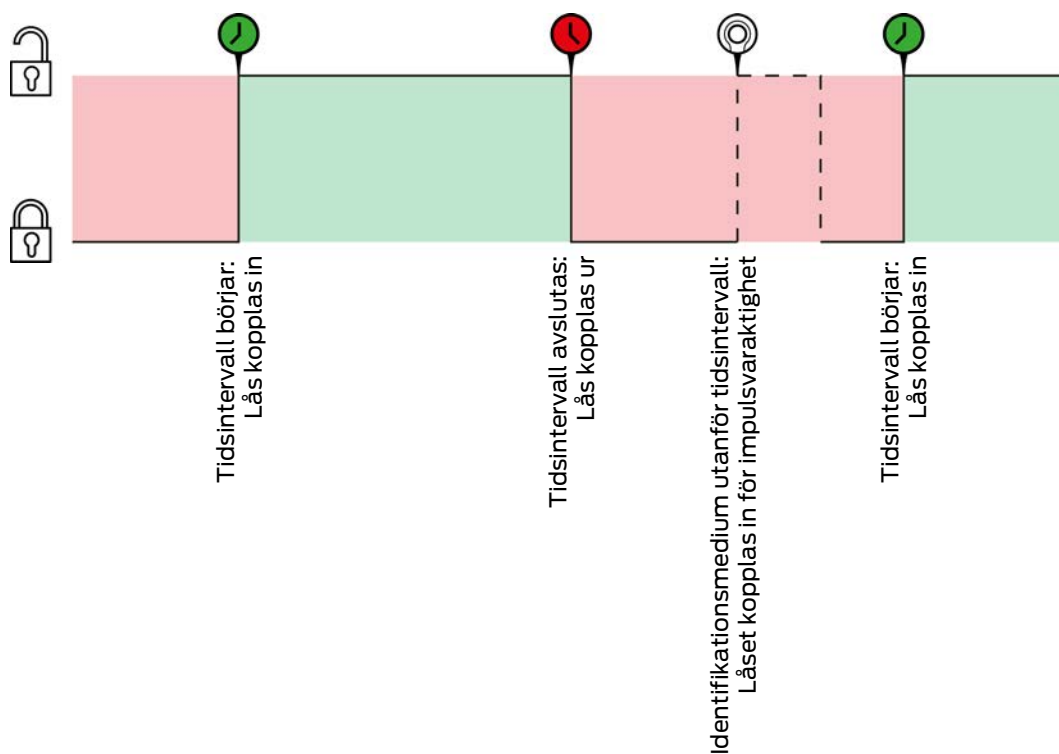 Tidsintervall börjar:
Lås kopplas in
Tidsintervall avslutas:
Lås kopplas ur
Identifikationsmedium utanför tidsintervall:
Låset kopplas in för impulsvaraktighet
Tidsintervall börjar:
Lås kopplas in